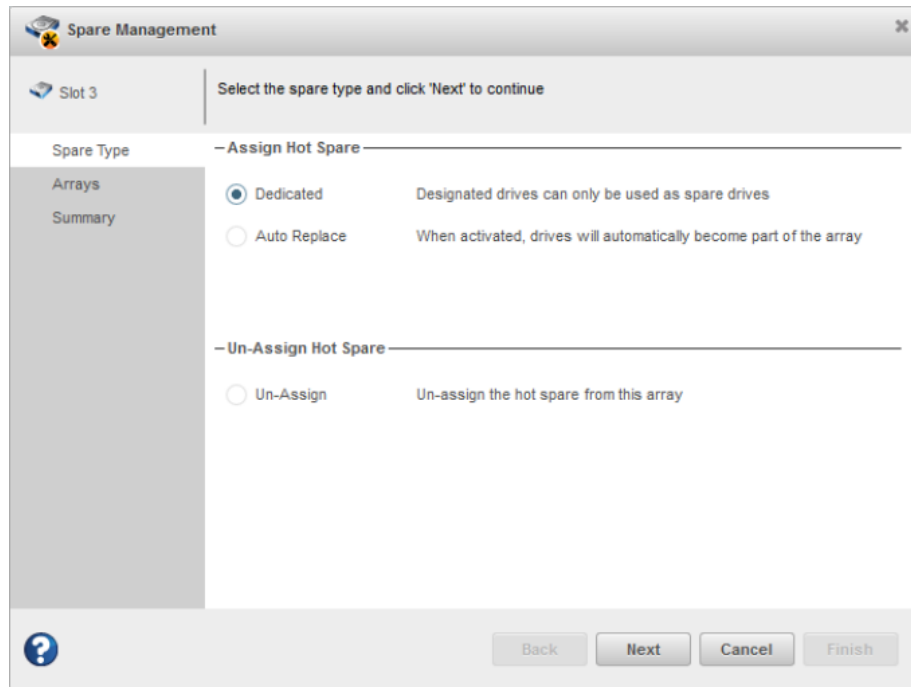 Spare Management
Slot 3
Select the spare type and click 'Next' to continue
Spare Type
Arrays
Summary
Assign Hot Spare
Dedicated Designated drives can only be used as spare drives
Auto Replace When activated, drives will automatically become part of the array
Un-Assign Hot Spare
Un-Assign Un-assign the hot spare from this array
? Back Next Cancel Finish